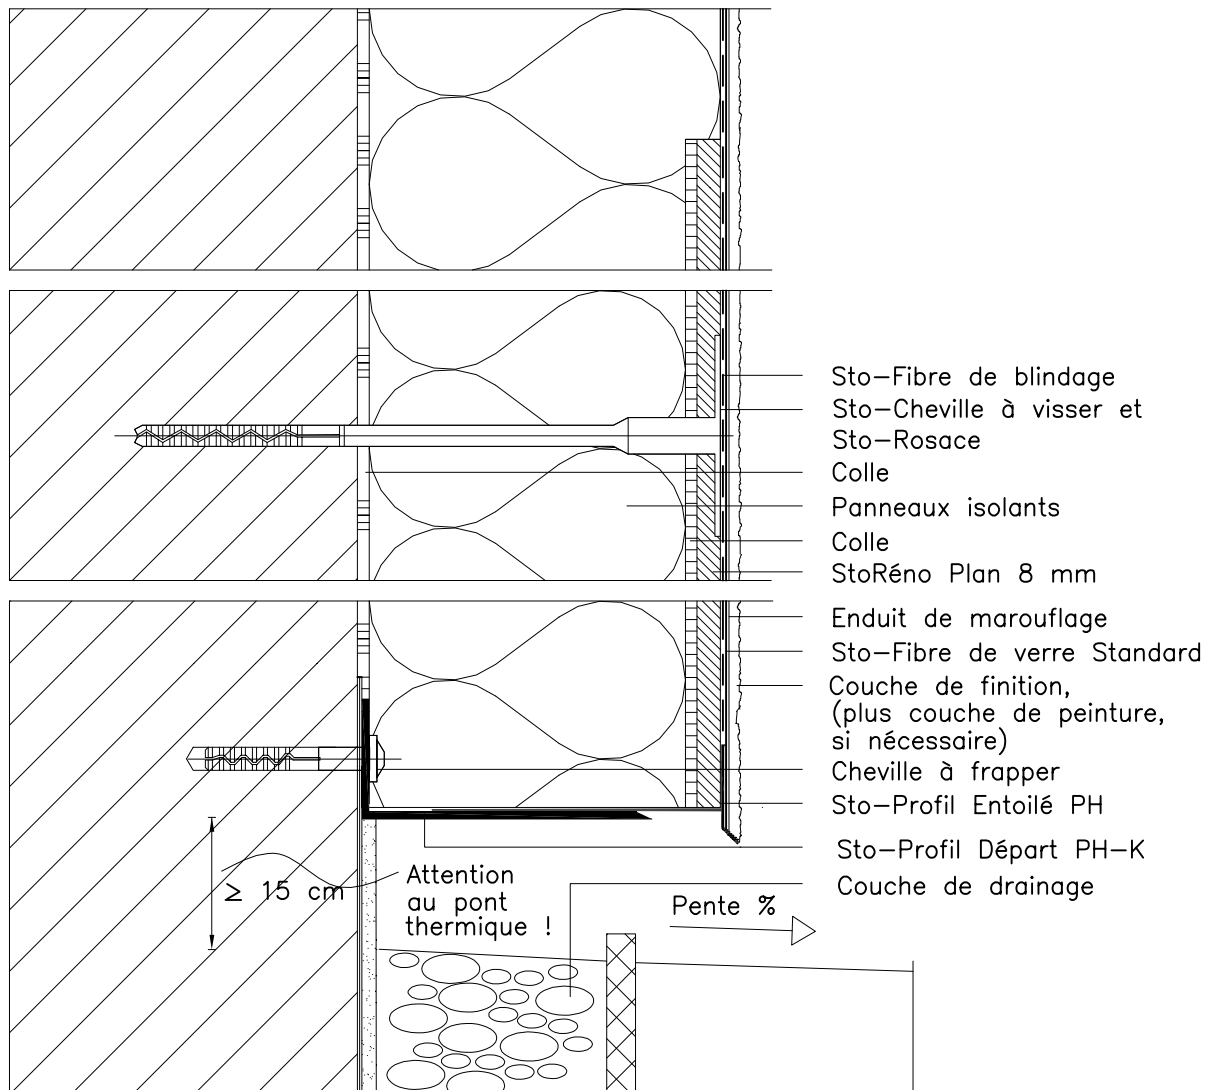 Sto-Fibre de blindage
Sto-Cheville à visser et
Sto-Rosace
Colle
Panneaux isolants
Colle
StoRéno Plan 8 mm
Enduit de marouflage
Sto-Fibre de verre Standard
Couche de finition,
(plus couche de peinture,
si nécessaire)
Cheville à frapper
Sto-Profil Entoilé PH
Sto-Profil Départ PH-K
Couche de drainage
≥ 15 cm
Attention
au pont
thermique !
Pente %